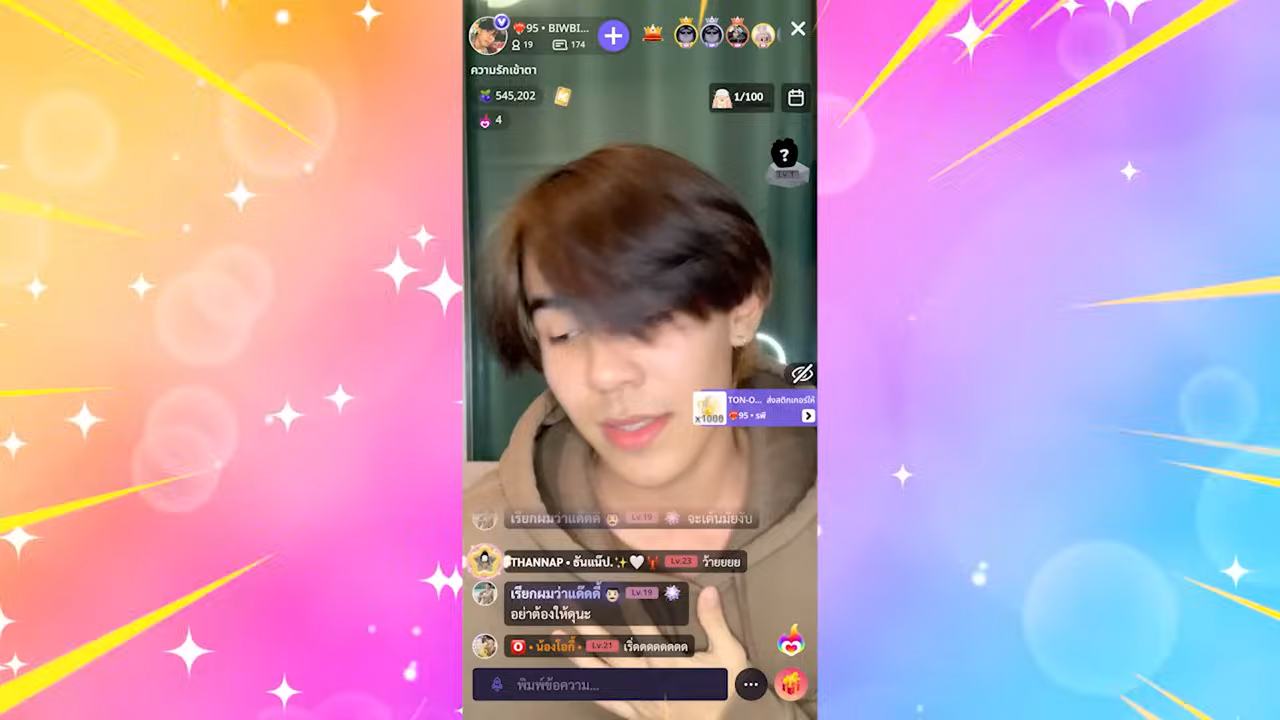 95 • BIWBI...
19 174
ความรักเข้าตา
545,202
1/100
4
?
Lv.1
TON-O... ส่งสติกเกอร์ให้
95 • รพี
x1000
เรียกผมว่าแด๊ดดี้ Lv.19 จะเต้นมั้ยงับ
THANNAP • ธันแน๊ป. Lv.23 ว้ายยยย
เรียกผมว่าแด๊ดดี้ Lv.19
อย่าต้องให้ดุนะ
• น้องโอกี้ • Lv.21 เริ่ดดดดดดดด
พิมพ์ข้อความ...